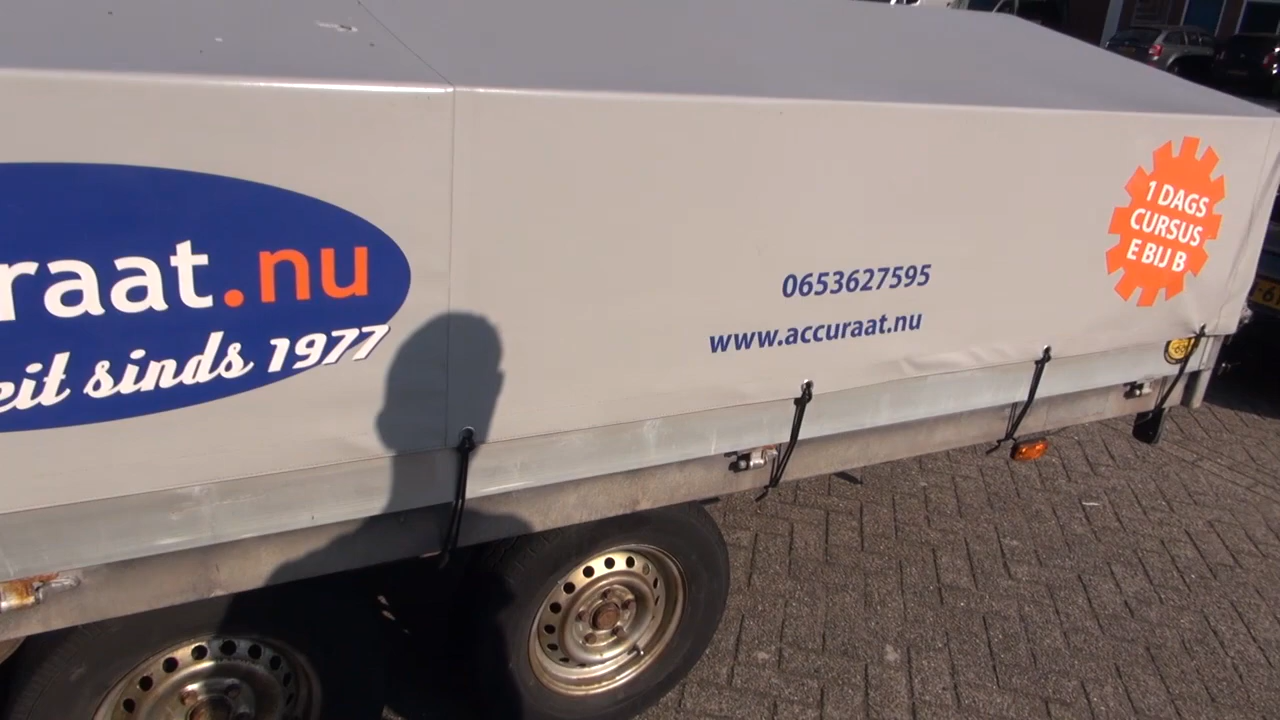 raat.nu
eit sinds 1977
0653627595
www.accuraat.nu
1 DAGS
CURSUS
E BIJ B